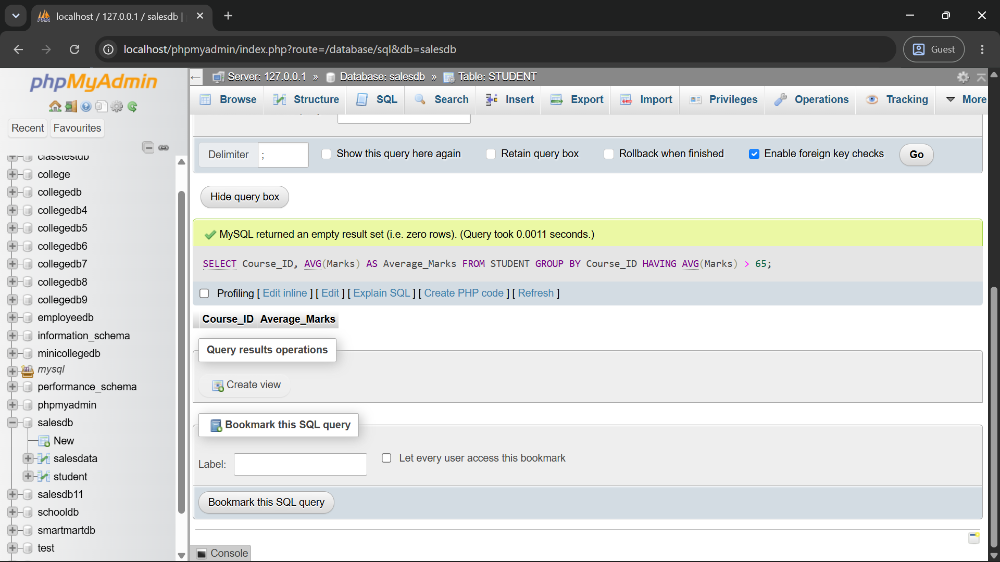 localhost / 127.0.0.1 / salesdb |
localhost/phpmyadmin/index.php?route=/database/sql&db=salesdb
Guest
phpMyAdmin
Recent
Favourites
classtestdb
college
collegedb
collegedb4
collegedb5
collegedb6
collegedb7
collegedb8
collegedb9
employeedb
information_schema
minicollegedb
mysql
performance_schema
phpmyadmin
salesdb
New
salesdata
student
salesdb11
schooldb
smartmartdb
test
Server: 127.0.0.1 » Database: salesdb » Table: STUDENT
Browse Structure SQL Search Insert Export Import Privileges Operations Tracking More
Delimiter ; Show this query here again Retain query box Rollback when finished Enable foreign key checks Go
Hide query box
MySQL returned an empty result set (i.e. zero rows). (Query took 0.0011 seconds.)
SELECT Course_ID, AVG(Marks) AS Average_Marks FROM STUDENT GROUP BY Course_ID HAVING AVG(Marks) > 65;
Profiling [ Edit inline ] [ Edit ] [ Explain SQL ] [ Create PHP code ] [ Refresh ]
Course_ID Average_Marks
Query results operations
Create view
Bookmark this SQL query
Label: Let every user access this bookmark
Bookmark this SQL query
Console